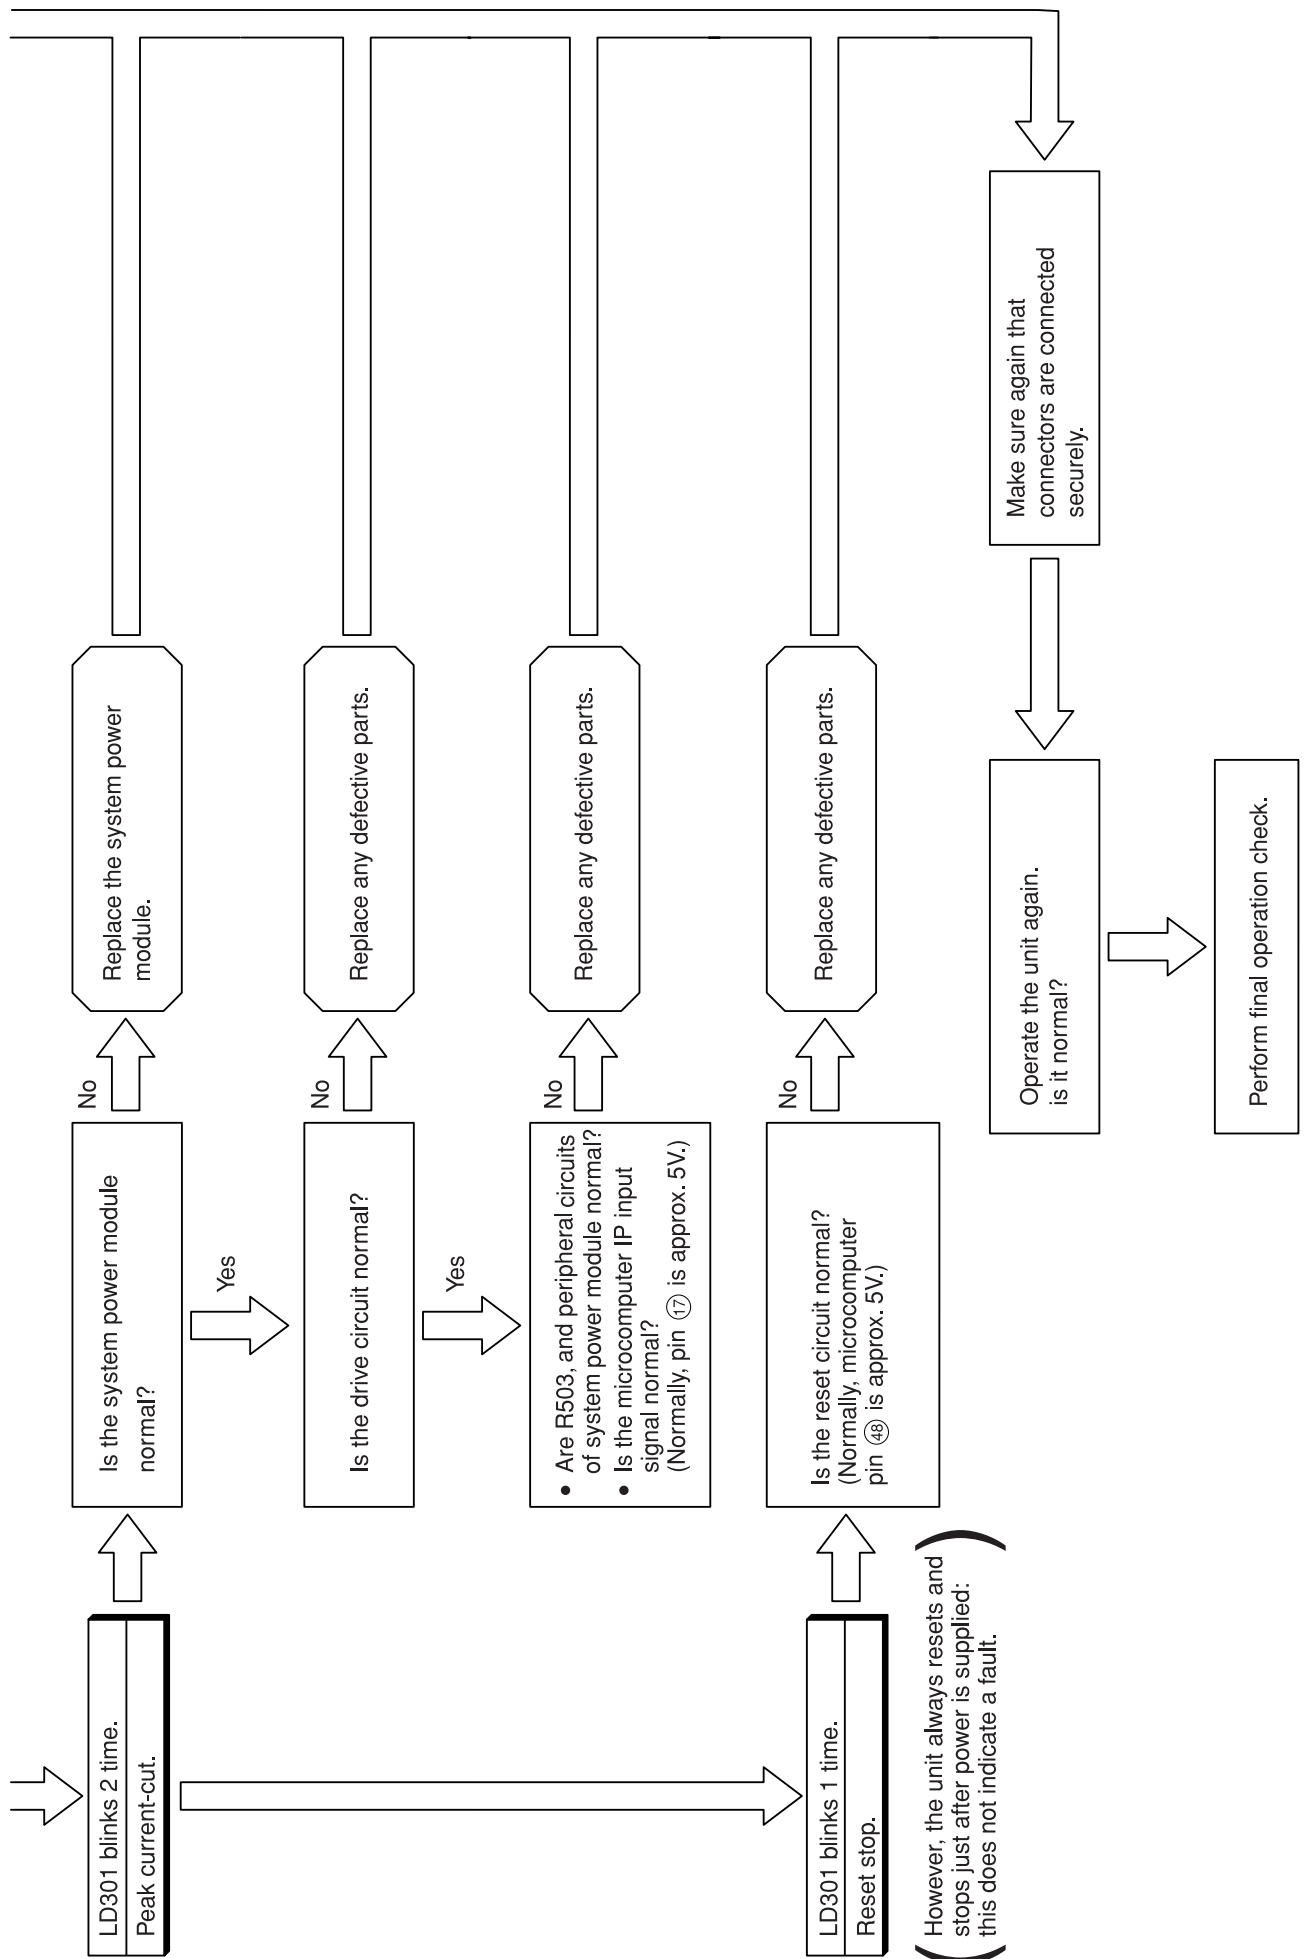 LD301 blinks 2 time.
Peak current-cut.
Is the system power module
normal?
No
Replace the system power
module.
Yes
Is the drive circuit normal?
No
Replace any defective parts.
Yes
• Are R503, and peripheral circuits
of system power module normal?
• Is the microcomputer IP input
signal normal?
(Normally, pin ⑰ is approx. 5V.)
No
Replace any defective parts.
LD301 blinks 1 time.
Reset stop.
(However, the unit always resets and
stops just after power is supplied:
this does not indicate a fault.)
Is the reset circuit normal?
(Normally, microcomputer
pin ㊽ is approx. 5V.)
No
Replace any defective parts.
Make sure again that
connectors are connected
securely.
Operate the unit again.
is it normal?
Perform final operation check.